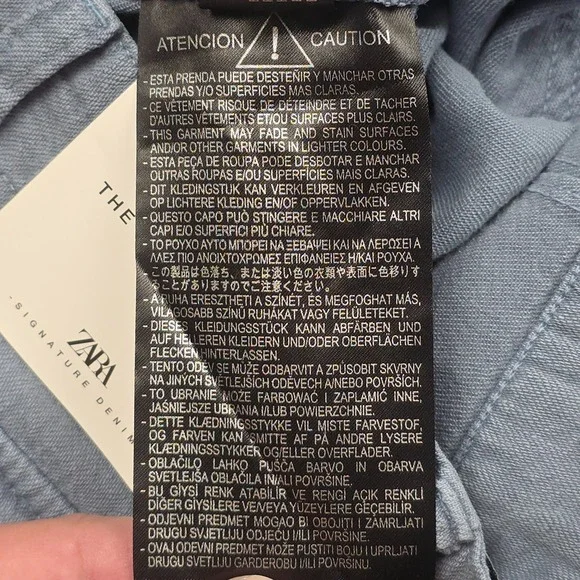 ATENCION CAUTION
- ESTA PRENDA PUEDE DESTEÑIR Y MANCHAR OTRAS
PRENDAS Y/O SUPERFICIES MAS CLARAS.
- CE VÉTEMENT RISQUE DE DÉTEINDRE ET DE TACHER
D'AUTRES VÉTEMENTS ET/OU SURFACES PLUS CLAIRS.
- THIS GARMENT MAY FADE AND STAIN SURFACES
AND/OR OTHER GARMENTS IN LIGHTER COLOURS.
- ESTA PEÇA DE ROUPA PODE DESBOTAR E MANCHAR
OUTRAS ROUPAS E/OU SUPERFÍCIES MAIS CLARAS.
- DIT KLEDINGSTUK KAN VERKLEUREN EN AFGEVEN
OP LICHTERE KLEDING EN/OF OPPERVLAKKEN.
- QUESTO CAPO PUÒ STINGERE E MACCHIARE ALTRI
CAPI E/O SUPERFICI PIÙ CHIARE.
- ΤΟ ΡΟΥΧΟ ΑΥΤΟ ΜΠΟΡΕΙ ΝΑ ΞΕΒΑΨΕΙ ΚΑΙ ΝΑ ΛΕΡΩΣΕΙ Α
ΛΛΕΣ ΠΙΟ ΑΝΟΙΧΤΟΧΡΩΜΕΣ ΕΠΙΦΑΝΕΙΕΣ Η/ΚΑΙ ΡΟΥΧΑ.
この製品は色落ち、または淡い色の衣類や表面に色移りす
ることがありますのでご注意ください。
- A RUHA ERESZTHETI A SZÍNÉT, ÉS MEGFOGHAT MÁS,
VILÁGOSABB SZÍNŰ RUHÁKAT VAGY FELÜLETEKET.
- DIESES KLEIDUNGSSTÜCK KANN ABFÄRBEN UND
AUF HELLEREN KLEIDERN UND/ODER OBERFLÄCHEN
FLECKEN HINTERLASSEN.
- TENTO ODĚV SE MŮŽE ODBARVIT A ZPŮSOBIT SKVRNY
NA JINÝCH SVĚTLEJŠÍCH ODĚVECH A/NEBO POVRŠÍCH.
- TO UBRANIE MOŻE FARBOWAĆ I ZAPLAMIĆ INNE,
JAŚNIEJSZE UBRANIA I/LUB POWIERZCHNIE.
- DETTE KLÆDNINGSSTYKKE VIL MISTE FARVESTOF,
OG FARVEN KAN SMITTE AF PÅ ANDRE LYSERE
KLÆDNINGSSTYKKER OG/ELLER OVERFLADER.
- OBLAČILO LAHKO PUŠČA BARVO IN OBARVA
SVETLEJŠA OBLAČILA IN/ALI POVRŠINE.
- BU GİYSİ RENK ATABİLİR VE RENGİ AÇIK RENKLİ
DİĞER GİYSİLERE VE/VEYA YÜZEYLERE GEÇEBİLİR.
- ODJEVNI PREDMET MOGAO BI OBOJITI I ZAMRLJATI
DRUGU SVJETLIJU ODJEĆU I/ILI POVRŠINE.
- OVAJ ODEVNI PREDMET MOŽE PUSTITI BOJU I UPRLJATI
DRUGU SVETLIJU GARDEROBU I/ILI POVRŠINE.
THE
ZARA
- SIGNATURE DENIM